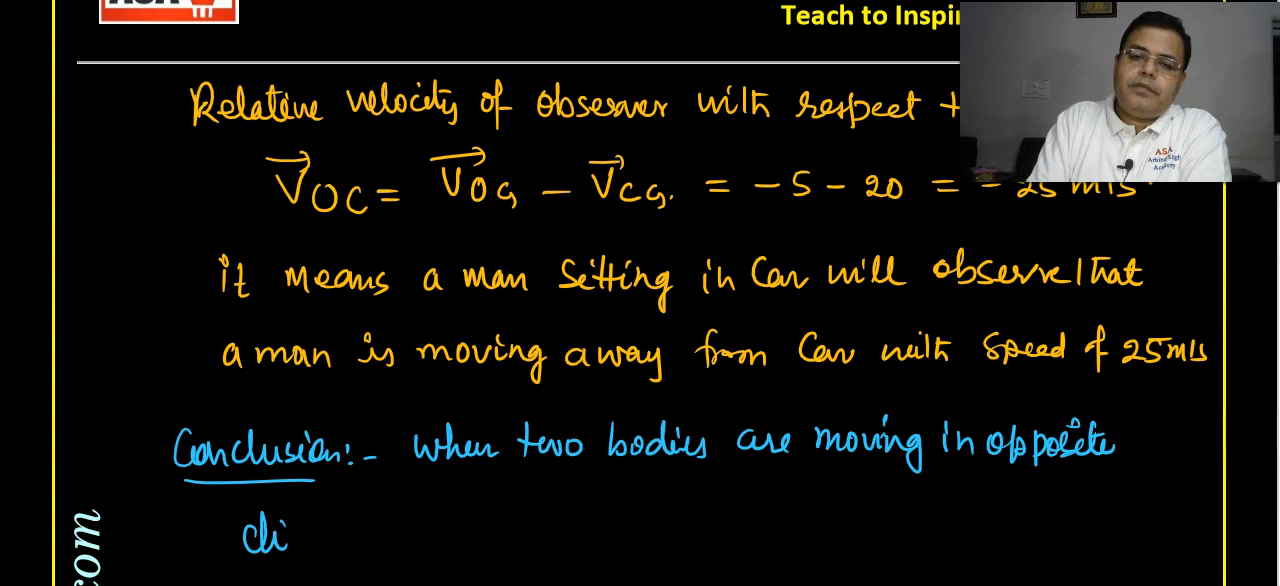 Teach to Inspi
Relative velocity of observer with respect t
V⃗OC = V⃗OG - V⃗CG. = -5 - 20 = - 25 m/s.
it means a man Sitting in Car will observe that
a man is moving away from Car with Speed of 25m/s
Conclusion:- when two bodies are moving in opposite
di
com